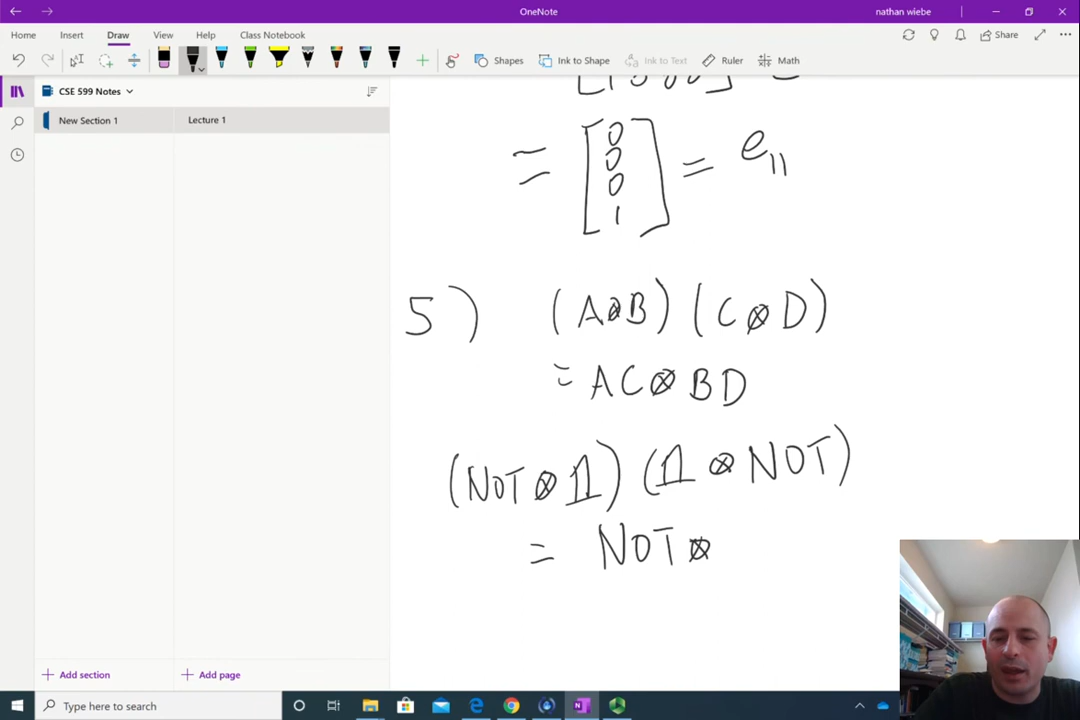 OneNote
nathan wiebe
Home Insert Draw View Help Class Notebook
Share
Shapes Ink to Shape Ink to Text Ruler Math
CSE 599 Notes
New Section 1 Lecture 1
= [0 0 0 1] = e₁₁
5) (A⊗B) (C⊗D)
= AC⊗BD
(NOT⊗𝟙) (𝟙⊗NOT)
= NOT⊗
Add section Add page
Type here to search